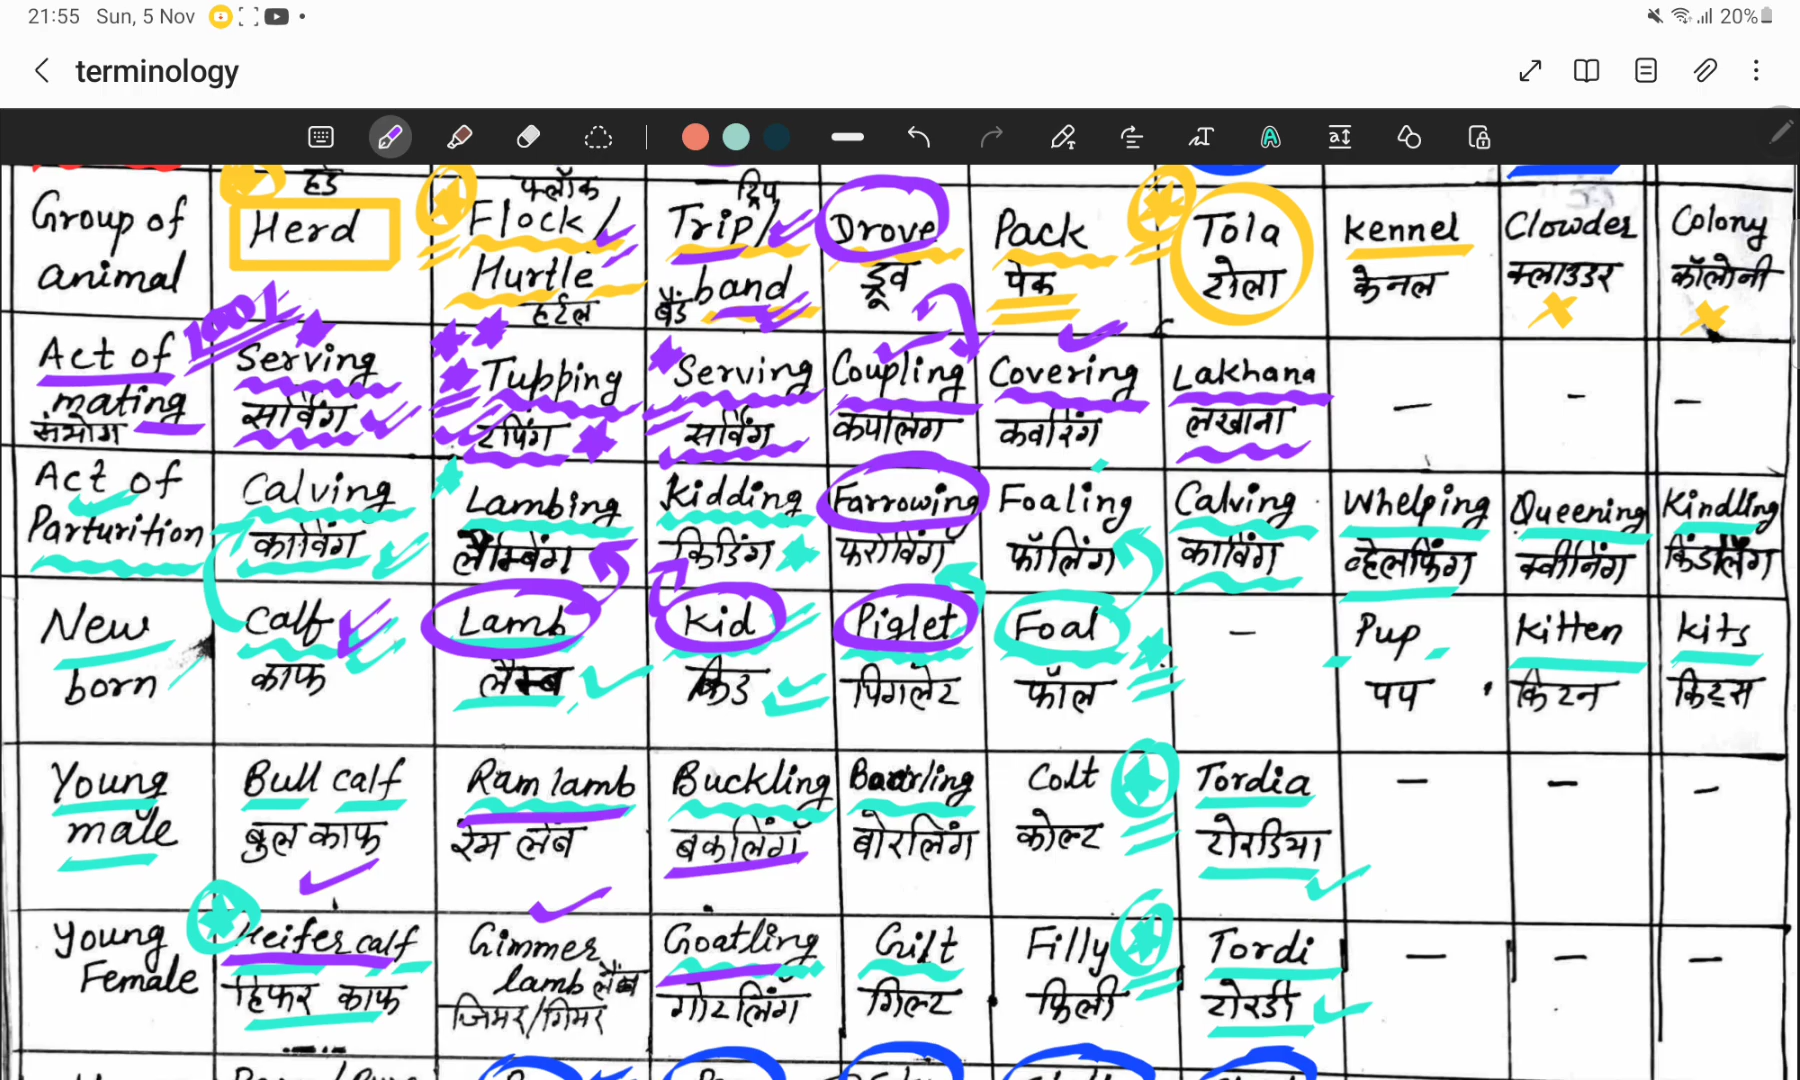 21:55 Sun, 5 Nov 20%
terminology
हर्ड फ्लॉक ट्रिप
Group of animal Herd Flock / Hurtle Trip/ band Drove Pack Tola Kennel Clowder Colony
हर्टल बैंड ड्रूव पेक टोला केनल क्लाउडर कॉलोनी
100%
Act of mating Serving Tupping Serving Coupling Covering Lakhana — - —
संभोग सर्विंग टपिंग सर्विंग कपलिंग कवरिंग लखाना
Act of Parturition Calving Lambing Kidding Farrowing Foaling Calving Whelping Queening Kindling
काविंग लैम्बिंग किडिंग फरोविंग फॉलिंग काविंग व्हेलफिंग क्वीनिंग किंडलिंग
New born Calf Lamb Kid Piglet Foal — Pup Kitten Kits
काफ लैम्ब किड पिगलेट फॉल पप किटन किट्स
Young male Bull calf Ram lamb Buckling Boarling Colt Tordia — — —
बुल काफ रेम लेंब बकलिंग बोरलिंग कोल्ट टोरडिया
Young Female Heifer calf Gimmer lamb Goatling Gilt Filly Tordi — — —
हिफर काफ जिमर/गिमर लैंब गोटलिंग गिल्ट फिली टोरडी